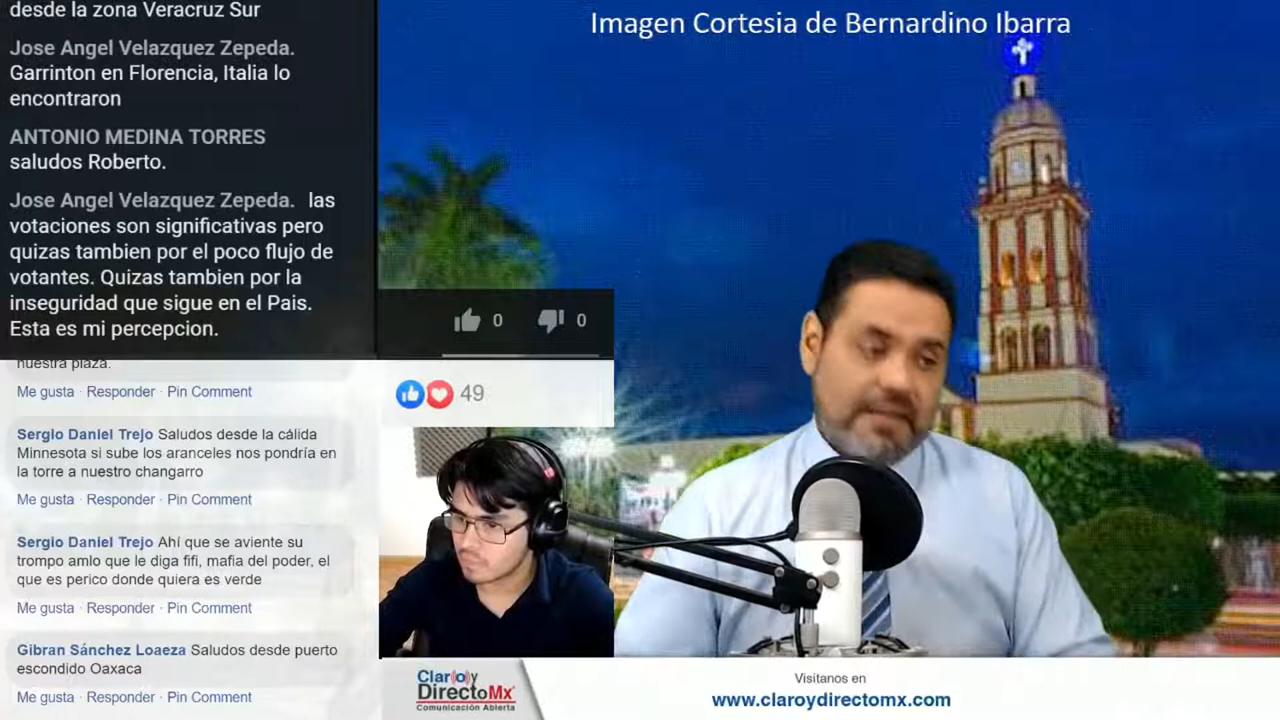 desde la zona Veracruz Sur
Jose Angel Velazquez Zepeda.
Garrinton en Florencia, Italia lo
encontraron
ANTONIO MEDINA TORRES
saludos Roberto.
Jose Angel Velazquez Zepeda. las
votaciones son significativas pero
quizas tambien por el poco flujo de
votantes. Quizas tambien por la
inseguridad que sigue en el Pais.
Esta es mi percepcion.
nuestra plaza.
Me gusta · Responder · Pin Comment
Sergio Daniel Trejo Saludos desde la cálida
Minnesota si sube los aranceles nos pondría en
la torre a nuestro changarro
Me gusta · Responder · Pin Comment
Sergio Daniel Trejo Ahí que se aviente su
trompo amlo que le diga fifi, mafia del poder, el
que es perico donde quiera es verde
Me gusta · Responder · Pin Comment
Gibran Sánchez Loaeza Saludos desde puerto
escondido Oaxaca
Me gusta · Responder · Pin Comment
Imagen Cortesia de Bernardino Ibarra
0 0
49
Claro y
DirectoMx
Comunicación Abierta
Visitanos en
www.claroydirectomx.com